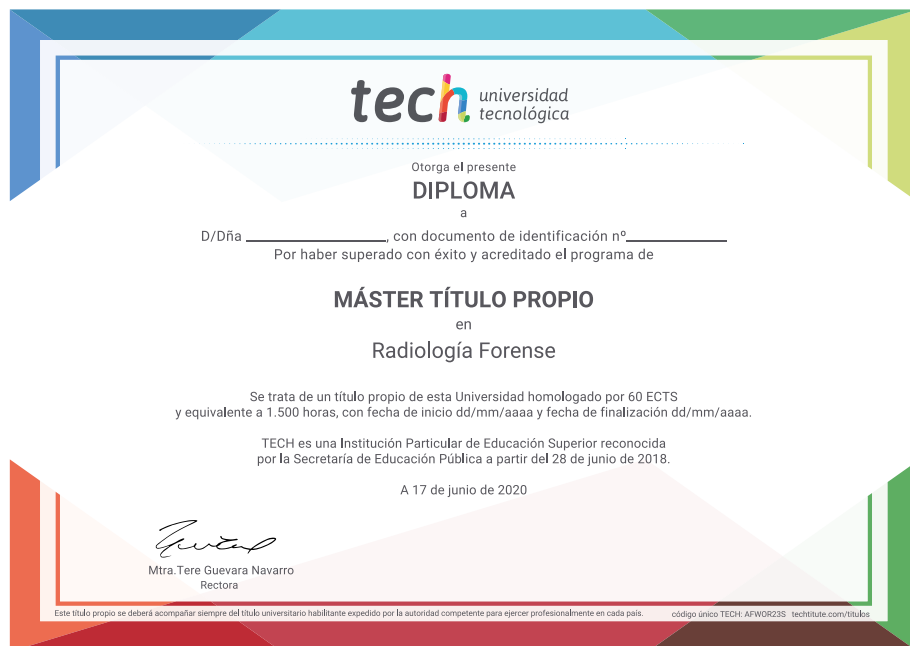 tech universidad
tecnológica
Otorga el presente
DIPLOMA
a
D/Dña ____________________, con documento de identificación nº______________
Por haber superado con éxito y acreditado el programa de
MÁSTER TÍTULO PROPIO
en
Radiología Forense
Se trata de un título propio de esta Universidad homologado por 60 ECTS
y equivalente a 1.500 horas, con fecha de inicio dd/mm/aaaa y fecha de finalización dd/mm/aaaa.
TECH es una Institución Particular de Educación Superior reconocida
por la Secretaría de Educación Pública a partir del 28 de junio de 2018.
A 17 de junio de 2020
Mtra.Tere Guevara Navarro
Rectora
Este título propio se deberá acompañar siempre del título universitario habilitante expedido por la autoridad competente para ejercer profesionalmente en cada país. código único TECH: AFWOR23S techtitute.com/titulos